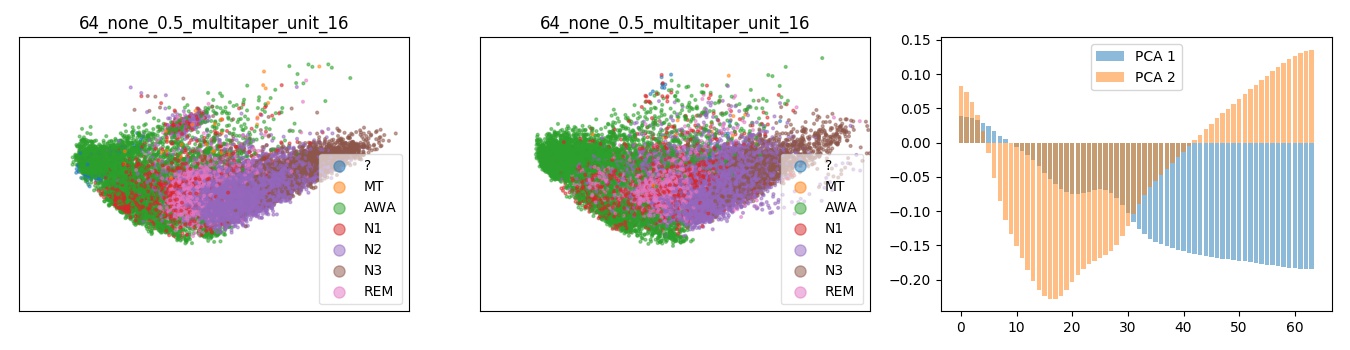 64_none_0.5_multitaper_unit_16
?
MT
AWA
N1
N2
N3
REM
64_none_0.5_multitaper_unit_16
?
MT
AWA
N1
N2
N3
REM
PCA 1
PCA 2
0.15
0.10
0.05
0.00
−0.05
−0.10
−0.15
−0.20
0 10 20 30 40 50 60